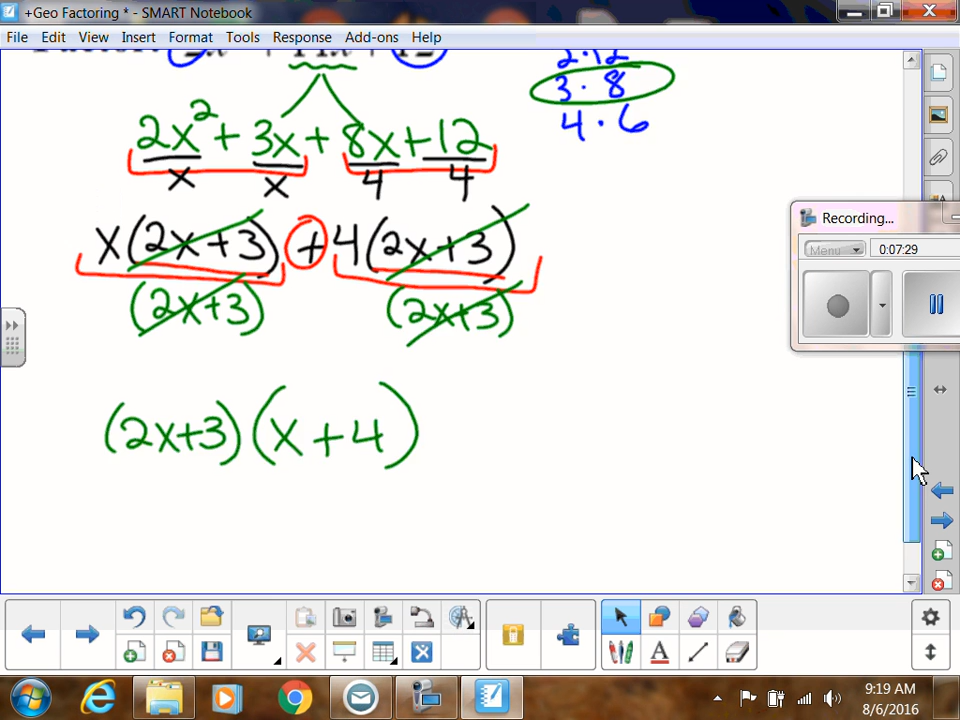 +Geo Factoring * - SMART Notebook
File Edit View Insert Format Tools Response Add-ons Help
2·12
3·8
4·6
2x² + 3x + 8x + 12
x x 4 4
x(2x+3) + 4(2x+3)
(2x+3) (2x+3)
(2x+3)(x+4)
Recording...
Menu 0:07:29
A
9:19 AM
8/6/2016